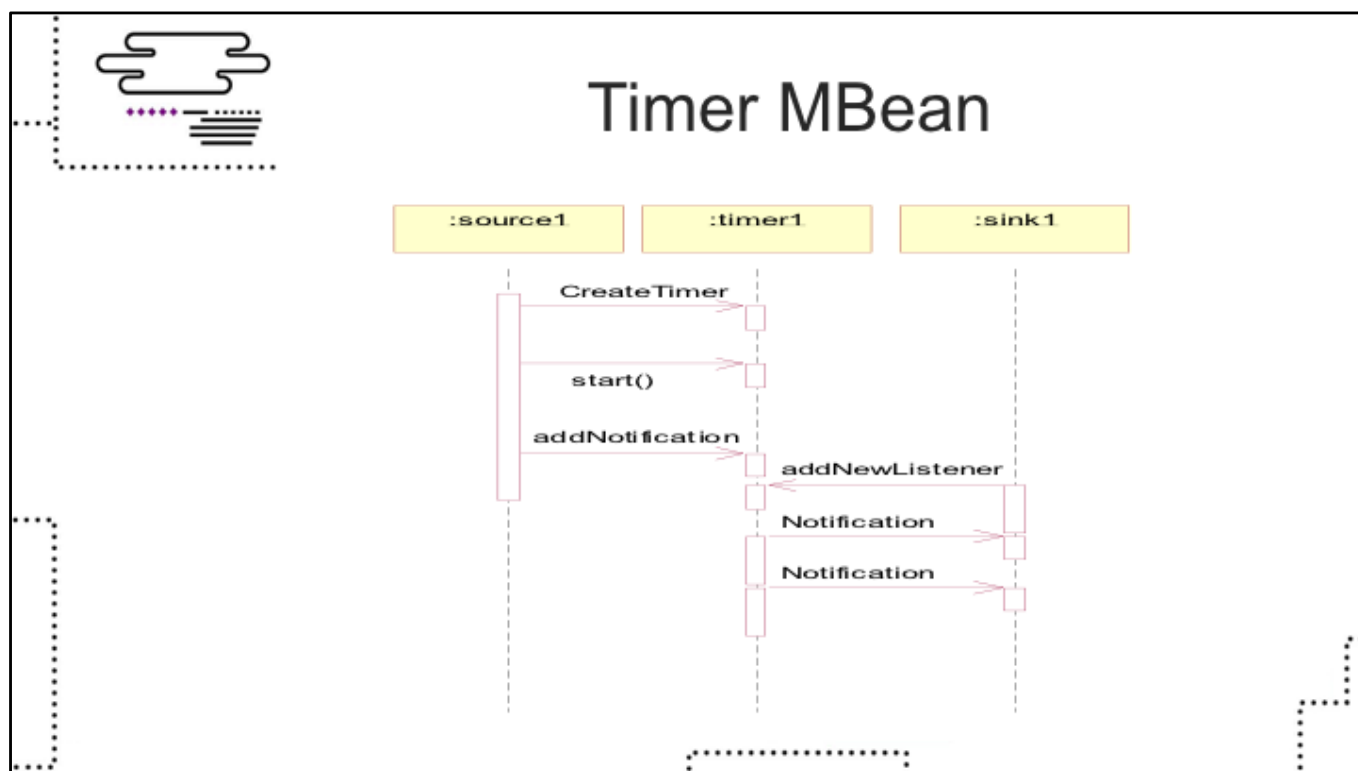 Timer MBean
:source1
:timer1
:sink1
CreateTimer
start()
addNotification
addNewListener
Notification
Notification